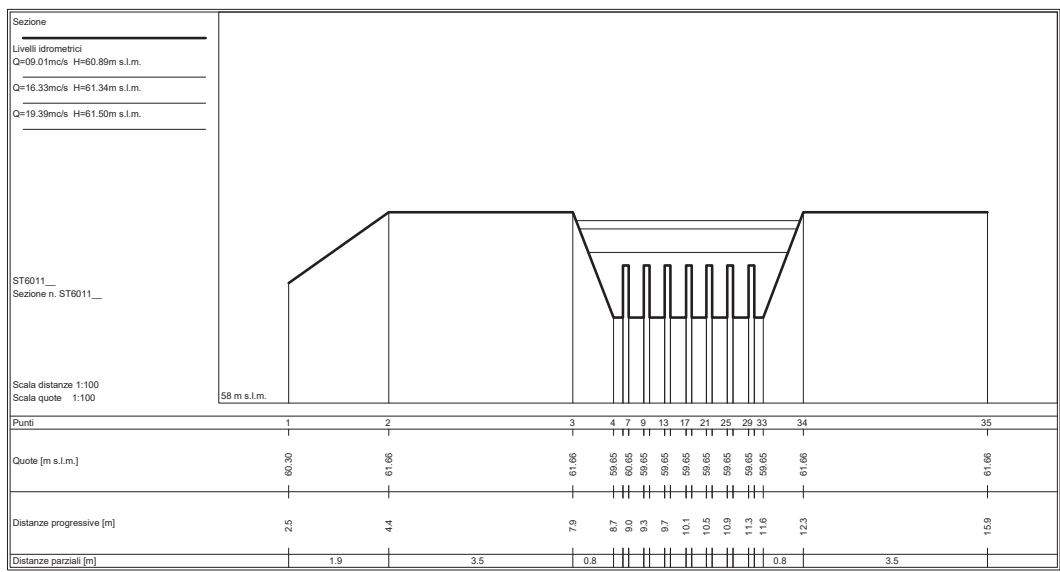 Sezione
Livelli idrometrici
Q=09.01mc/s H=60.89m s.l.m.
Q=16.33mc/s H=61.34m s.l.m.
Q=19.39mc/s H=61.50m s.l.m.
ST6011__
Sezione n. ST6011__
Scala distanze 1:100
Scala quote 1:100
58 m s.l.m.
Punti 1 2 3 4 7 9 13 17 21 25 29 33 34 35
Quote [m s.l.m.] 60.30 61.66 61.66 59.65 60.65 59.65 59.65 59.65 59.65 59.65 59.65 59.65 61.66 61.66
Distanze progressive [m] 2.5 4.4 7.9 8.7 9.0 9.3 9.7 10.1 10.5 10.9 11.3 11.6 12.3 15.9
Distanze parziali [m] 1.9 3.5 0.8 0.8 3.5